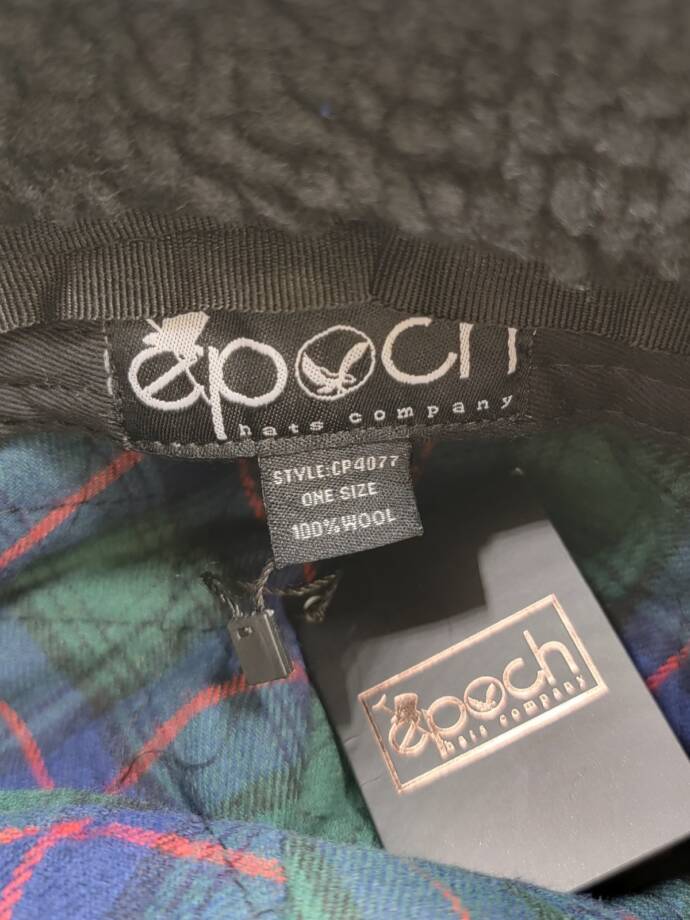 epoch
hats company
STYLE:CP4077
ONE SIZE
100% WOOL
epoch
hats company